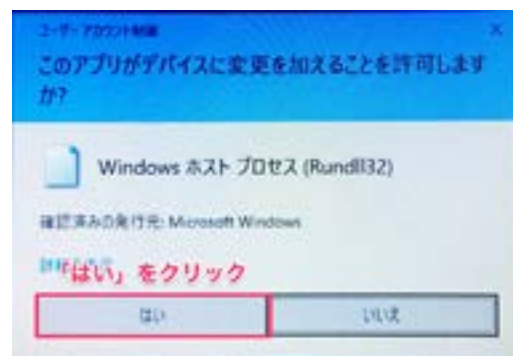 ユーザー アカウント制御
このアプリがデバイスに変更を加えることを許可します
か?
Windows ホスト プロセス (Rundll32)
確認済みの発行元: Microsoft Windows
「はい」をクリック
はい
いいえ